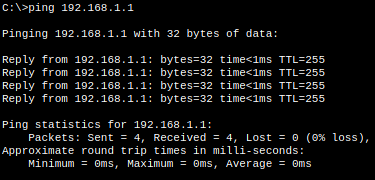 C:\>ping 192.168.1.1
Pinging 192.168.1.1 with 32 bytes of data:
Reply from 192.168.1.1: bytes=32 time<1ms TTL=255
Reply from 192.168.1.1: bytes=32 time<1ms TTL=255
Reply from 192.168.1.1: bytes=32 time<1ms TTL=255
Reply from 192.168.1.1: bytes=32 time<1ms TTL=255
Ping statistics for 192.168.1.1:
    Packets: Sent = 4, Received = 4, Lost = 0 (0% loss),
Approximate round trip times in milli-seconds:
    Minimum = 0ms, Maximum = 0ms, Average = 0ms